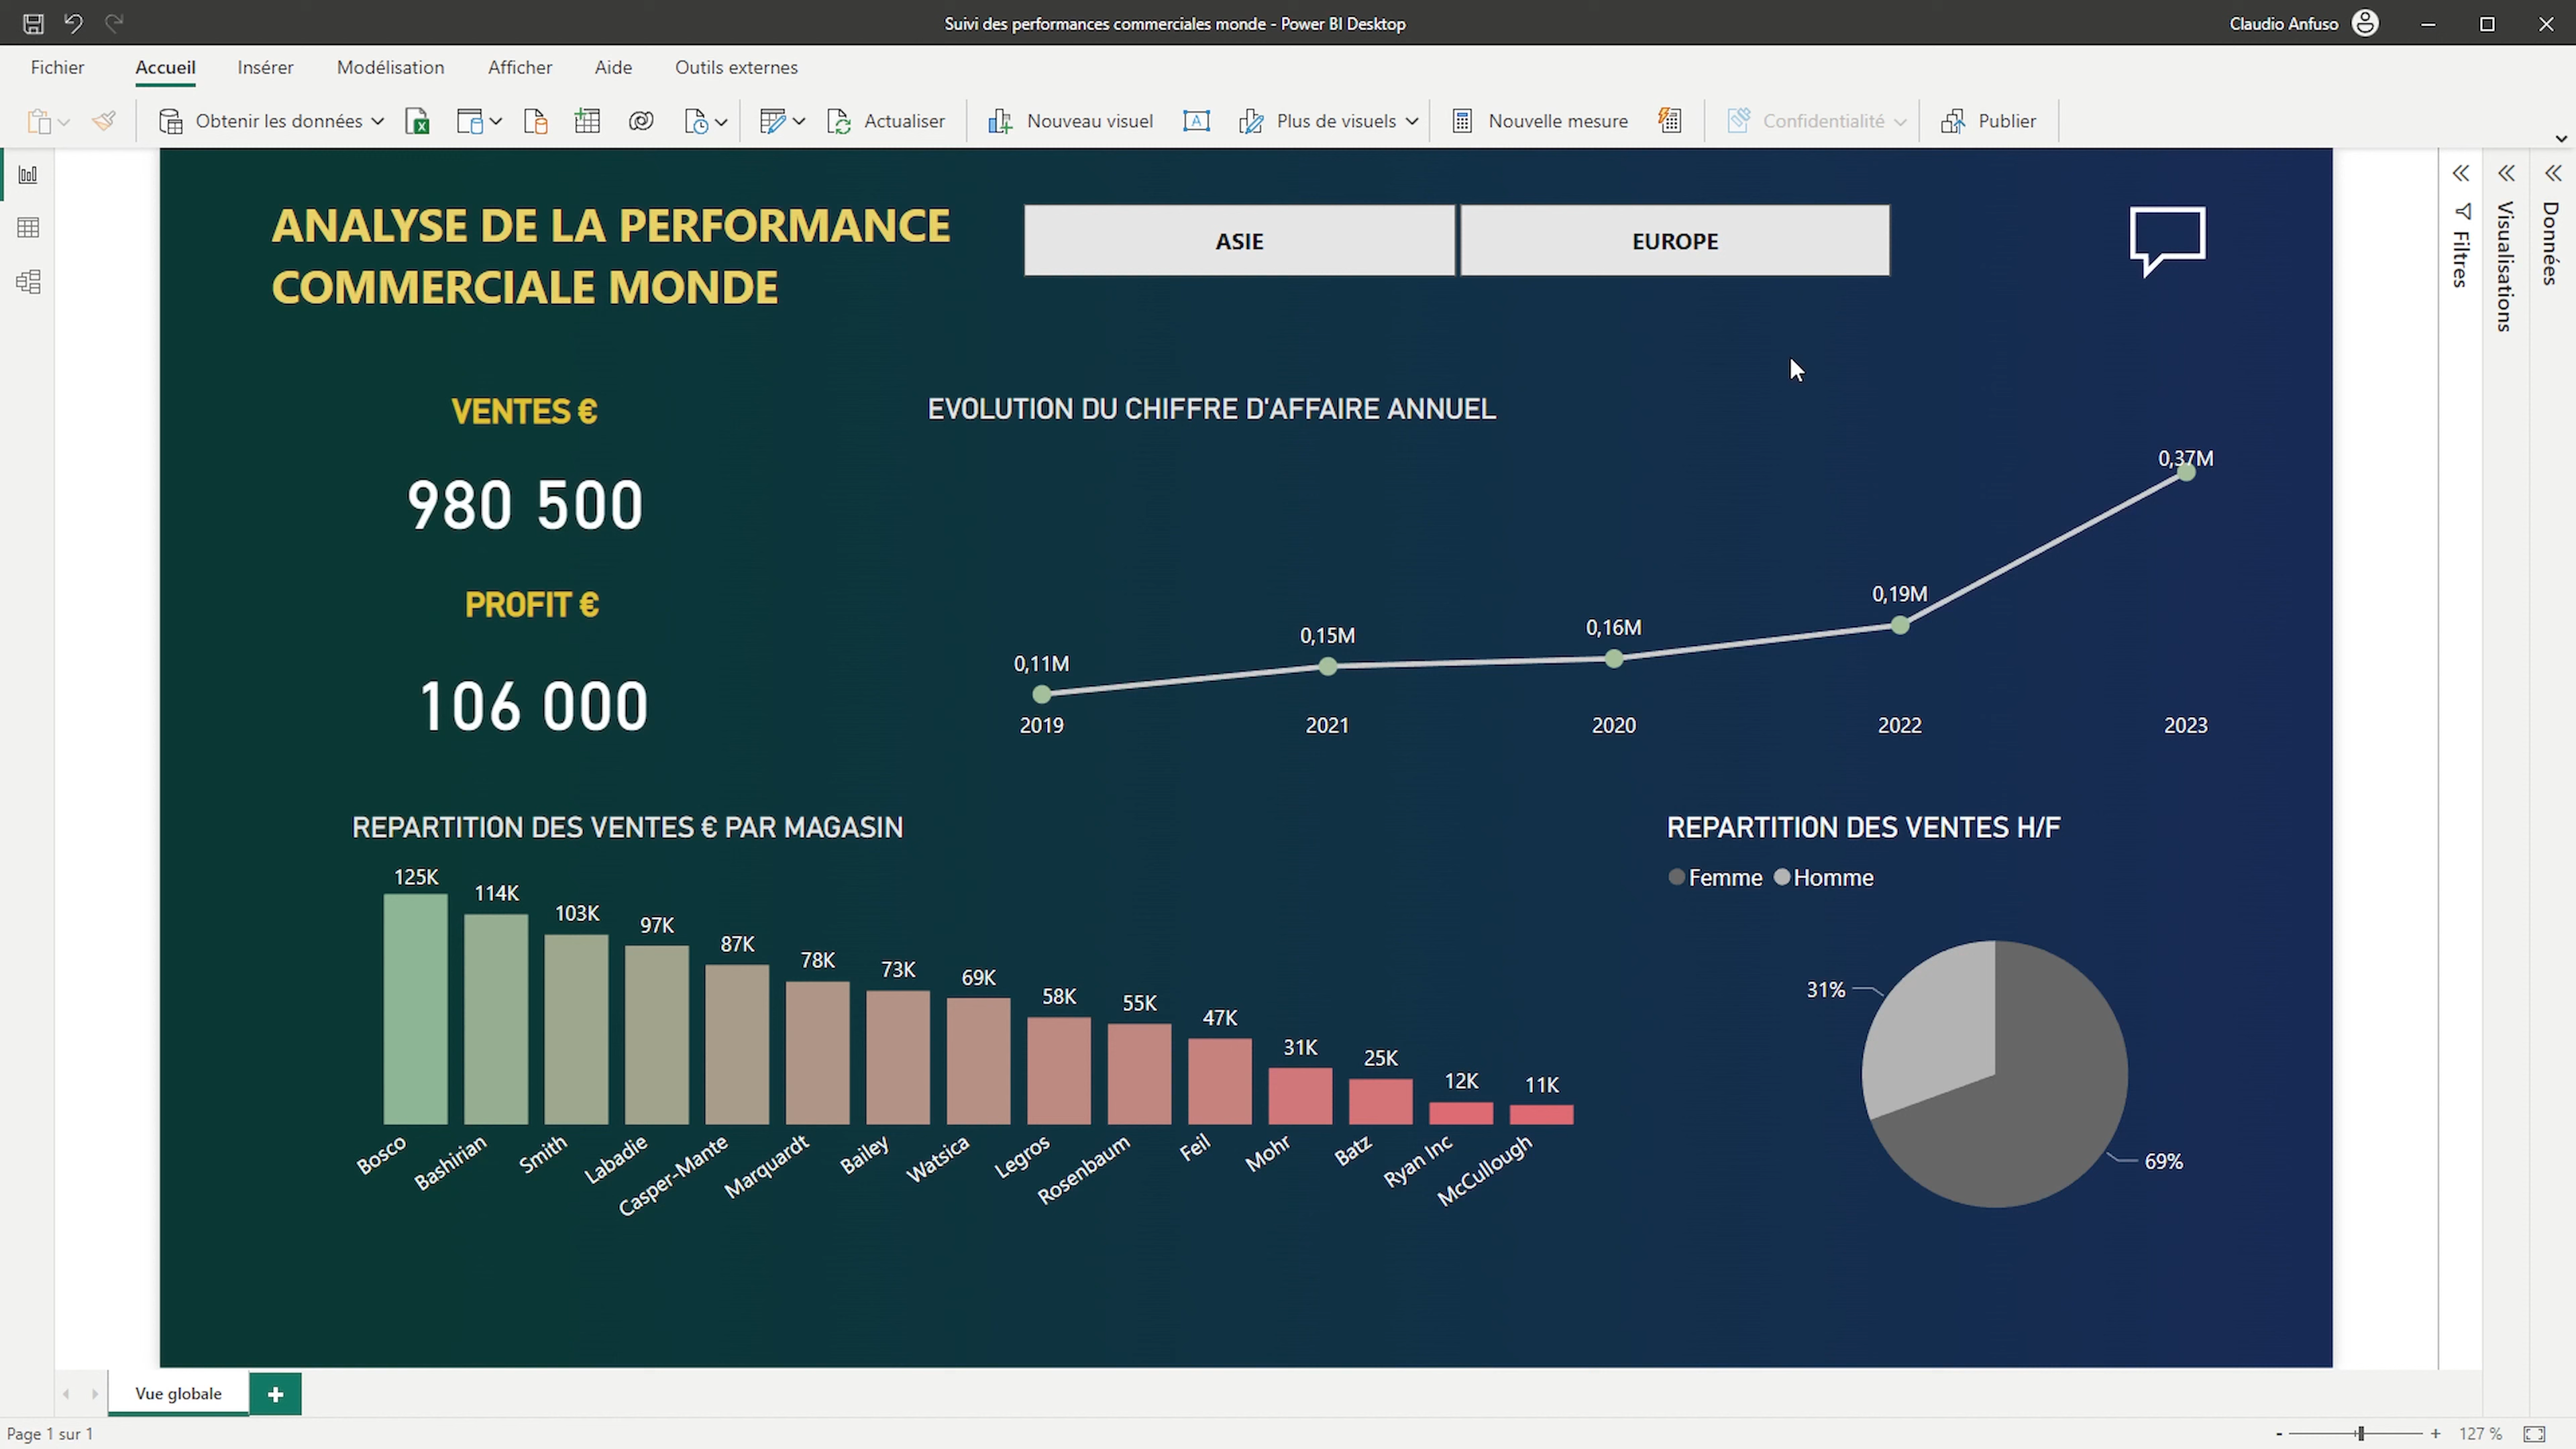 Suivi des performances commerciales monde - Power BI Desktop
Claudio Anfuso
Fichier
Accueil
Insérer
Modélisation
Afficher
Aide
Outils externes
Obtenir les données
Actualiser
Nouveau visuel
A
Plus de visuels
Nouvelle mesure
Confidentialité
Publier
ANALYSE DE LA PERFORMANCE
COMMERCIALE MONDE
ASIE
EUROPE
Filtres
Visualisations
Données
VENTES €
980 500
PROFIT €
106 000
EVOLUTION DU CHIFFRE D'AFFAIRE ANNUEL
0,11M
0,15M
0,16M
0,19M
0,37M
2019
2021
2020
2022
2023
REPARTITION DES VENTES € PAR MAGASIN
125K
114K
103K
97K
87K
78K
73K
69K
58K
55K
47K
31K
25K
12K
11K
Bosco
Bashirian
Smith
Labadie
Casper-Mante
Marquardt
Bailey
Watsica
Legros
Rosenbaum
Feil
Mohr
Batz
Ryan Inc
McCullough
REPARTITION DES VENTES H/F
Femme
Homme
31%
69%
Vue globale
Page 1 sur 1
127 %